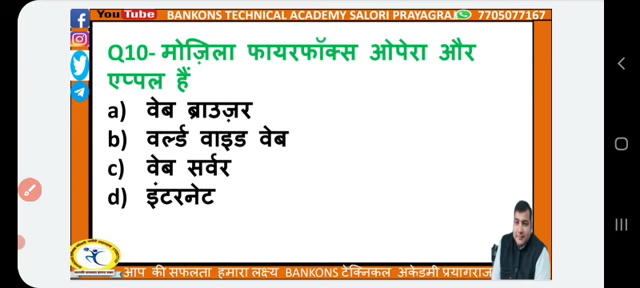 You Tube BANKONS TECHNICAL ACADEMY SALORI PRAYAGRAJ 7705077167
Q10- मोज़िला फायरफॉक्स ओपेरा और
एप्पल हैं
a) वेब ब्राउज़र
b) वर्ल्ड वाइड वेब
c) वेब सर्वर
d) इंटरनेट
आप की सफलता हमारा लक्ष्य BANKONS टेक्निकल अकेडमी प्रयागराज